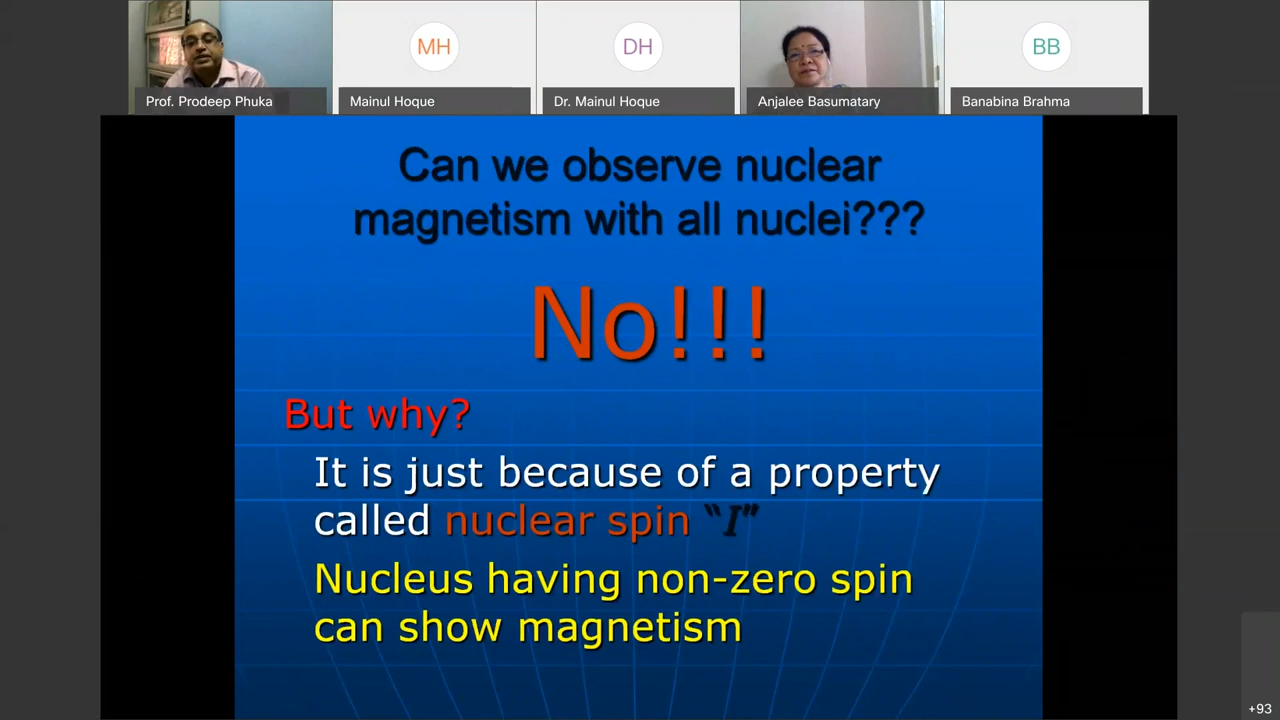 MH
DH
BB
Prof. Prodeep Phuka
Mainul Hoque
Dr. Mainul Hoque
Anjalee Basumatary
Banabina Brahma
Can we observe nuclear
magnetism with all nuclei???
No!!!
But why?
It is just because of a property
called nuclear spin “I”
Nucleus having non-zero spin
can show magnetism
+93